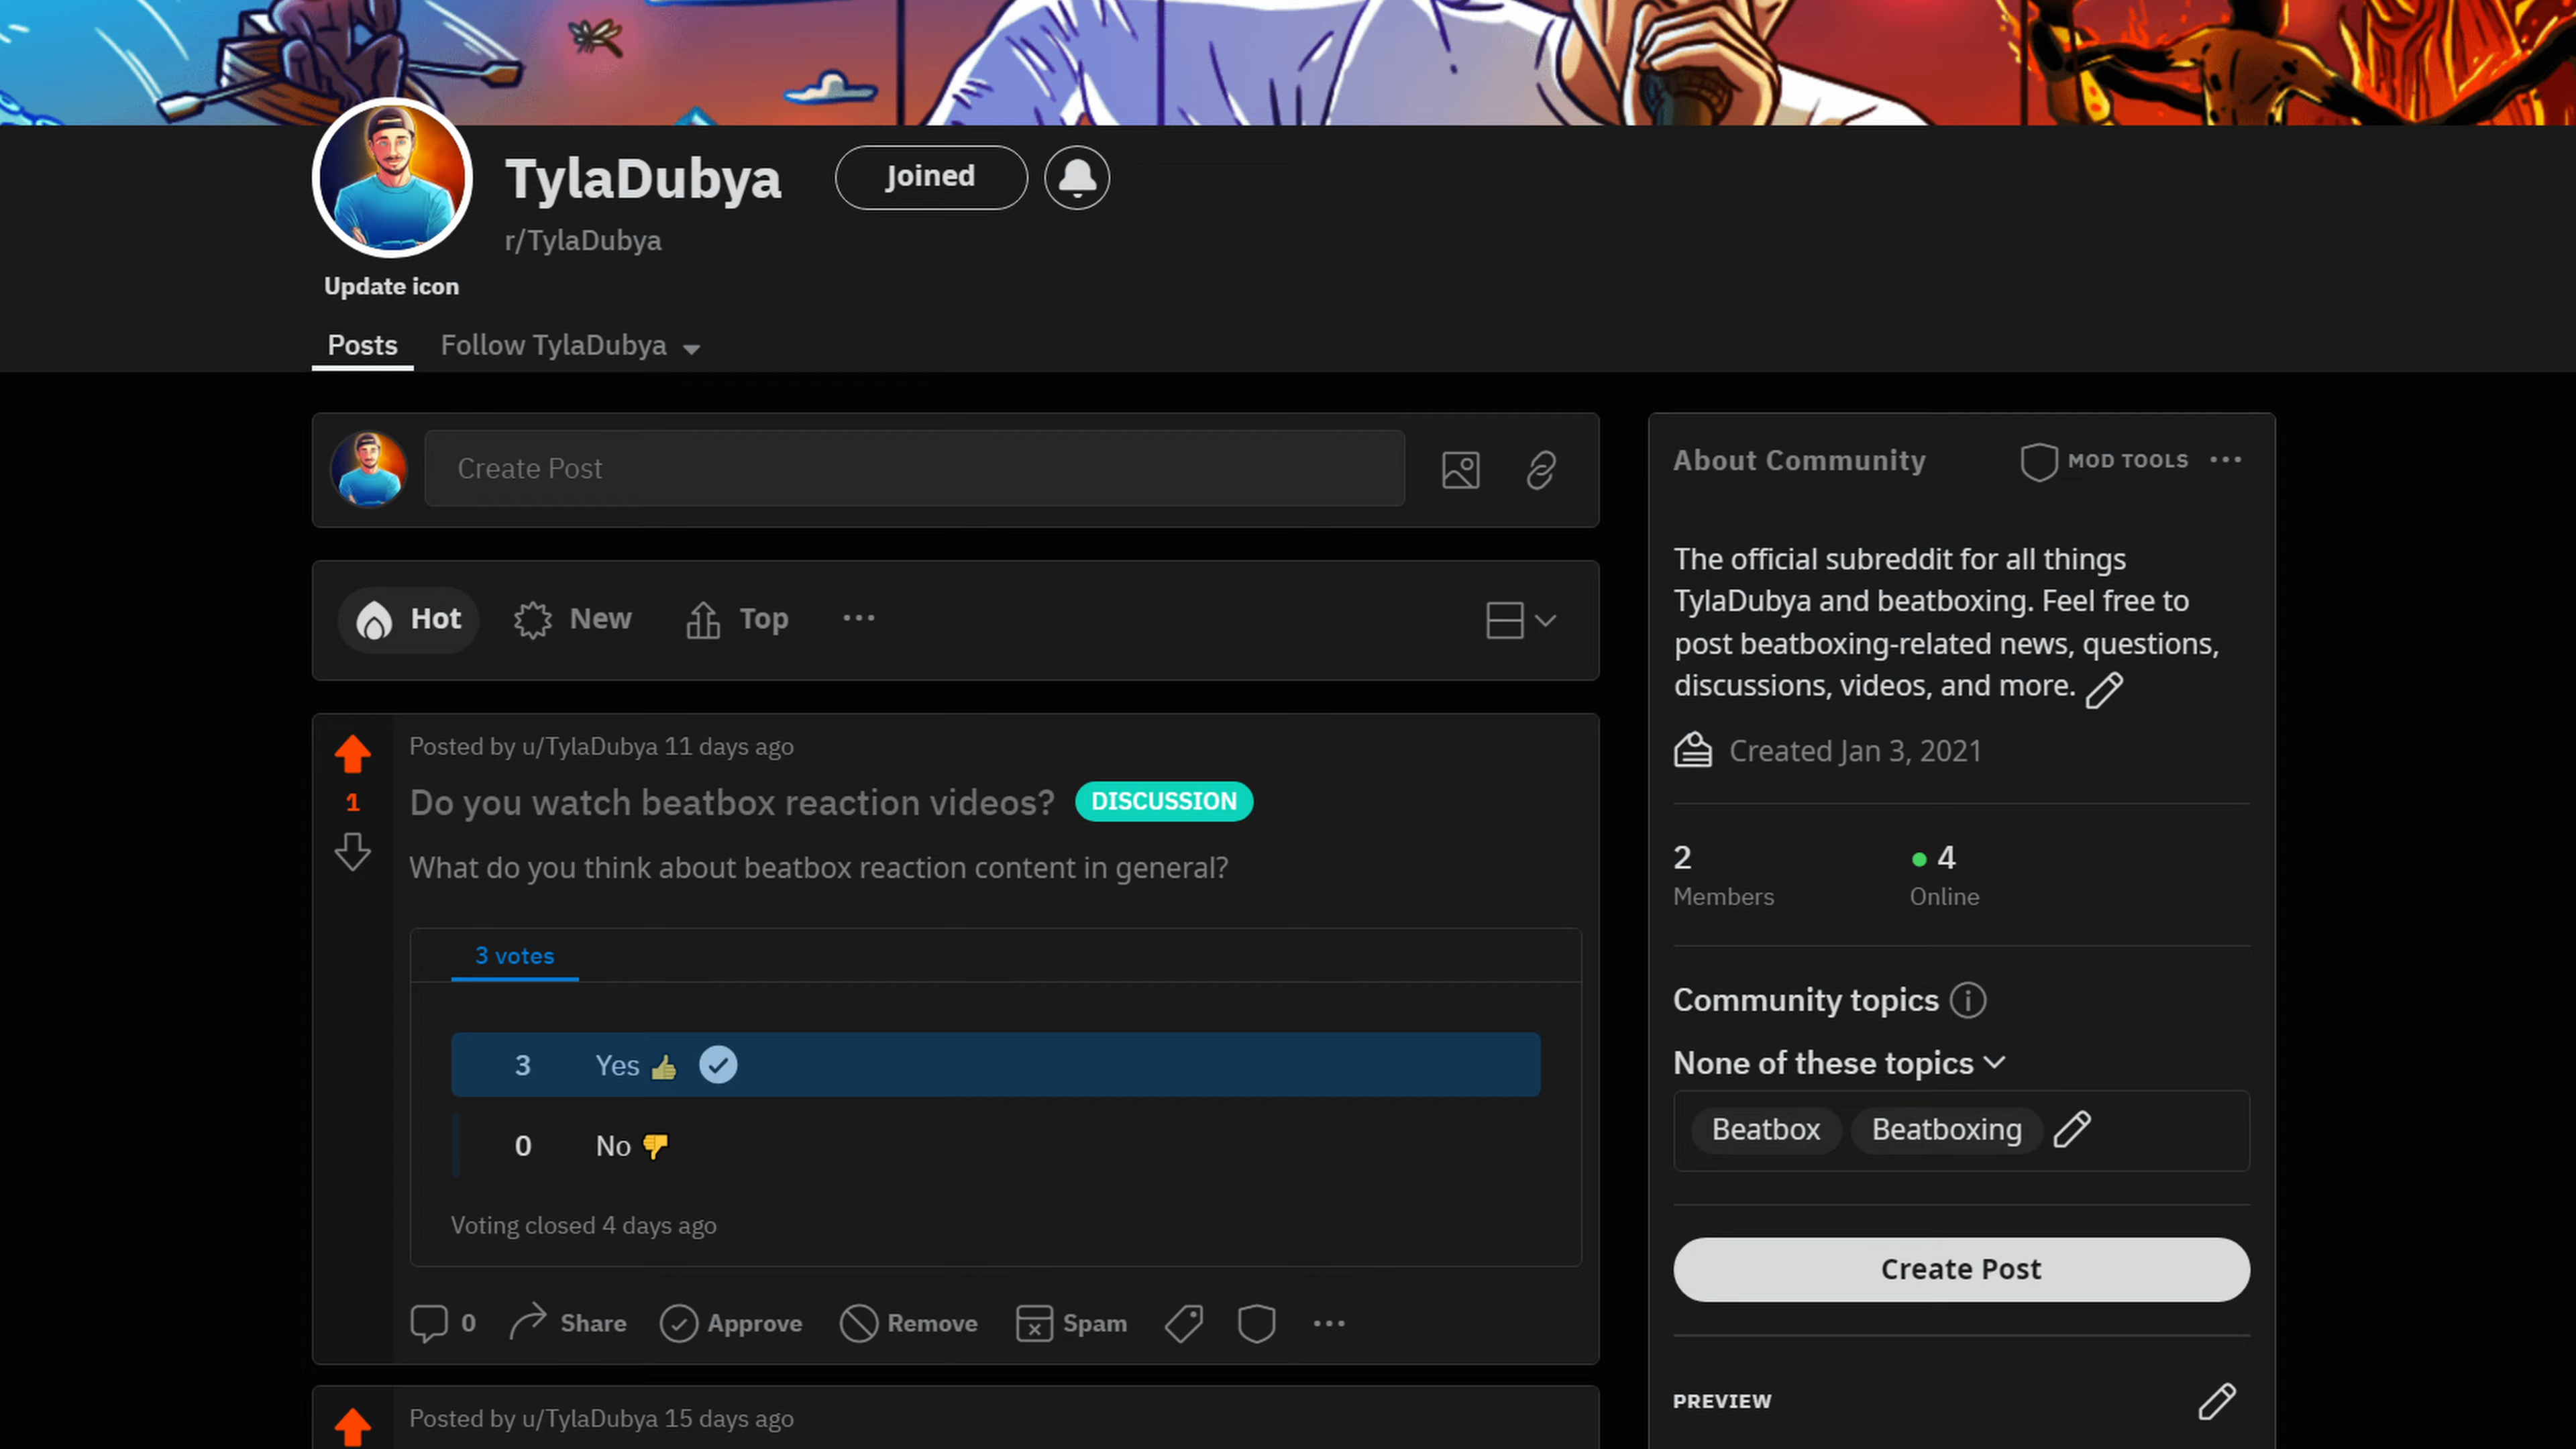 TylaDubya
Joined
r/TylaDubya
Update icon
Posts
Follow TylaDubya
Create Post
Hot
New
Top
Posted by u/TylaDubya 11 days ago
1
Do you watch beatbox reaction videos?
DISCUSSION
What do you think about beatbox reaction content in general?
3 votes
3 Yes 👍
0 No 👎
Voting closed 4 days ago
0
Share
Approve
Remove
Spam
Posted by u/TylaDubya 15 days ago
About Community
MOD TOOLS
The official subreddit for all things
TylaDubya and beatboxing. Feel free to
post beatboxing-related news, questions,
discussions, videos, and more.
Created Jan 3, 2021
2
Members
4
Online
Community topics
None of these topics
Beatbox
Beatboxing
Create Post
PREVIEW